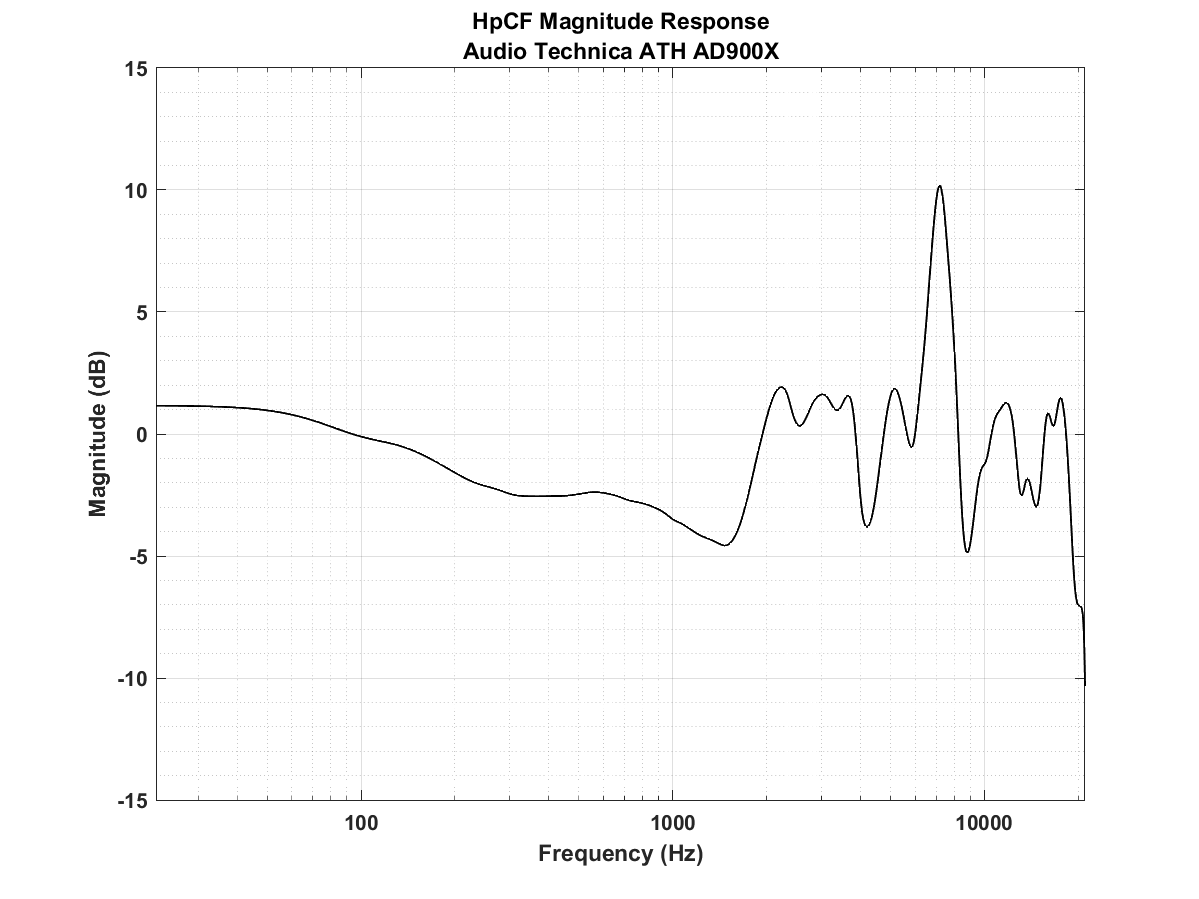 HpCF Magnitude Response
Audio Technica ATH AD900X
15
10
5
0
-5
-10
-15
Magnitude (dB)
100
1000
10000
Frequency (Hz)